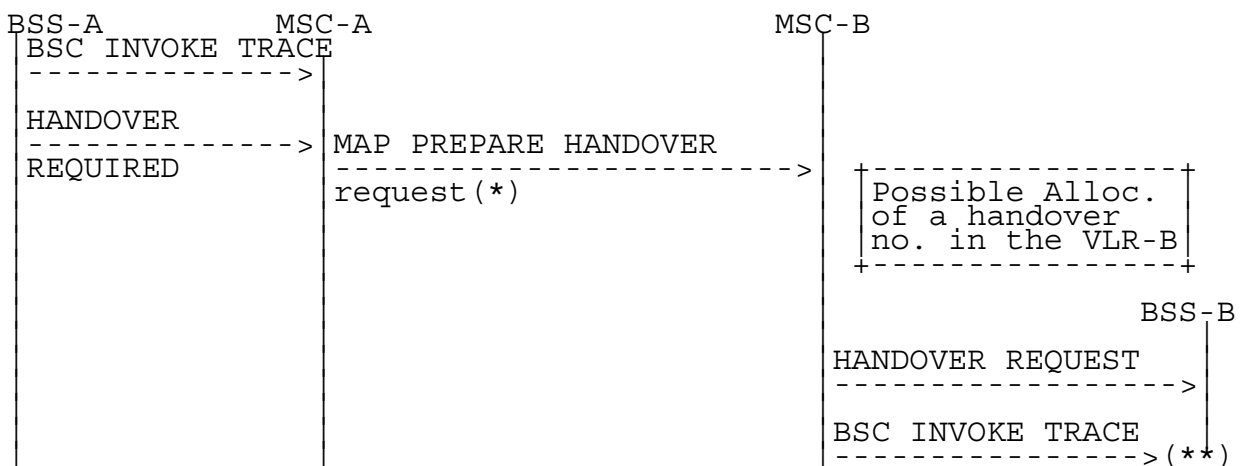 BSS-A MSC-A MSC-B
BSC INVOKE TRACE
HANDOVER
REQUIRED
MAP PREPARE HANDOVER
request(*)
Possible Alloc.
of a handover
no. in the VLR-B
BSS-B
HANDOVER REQUEST
BSC INVOKE TRACE
(**)